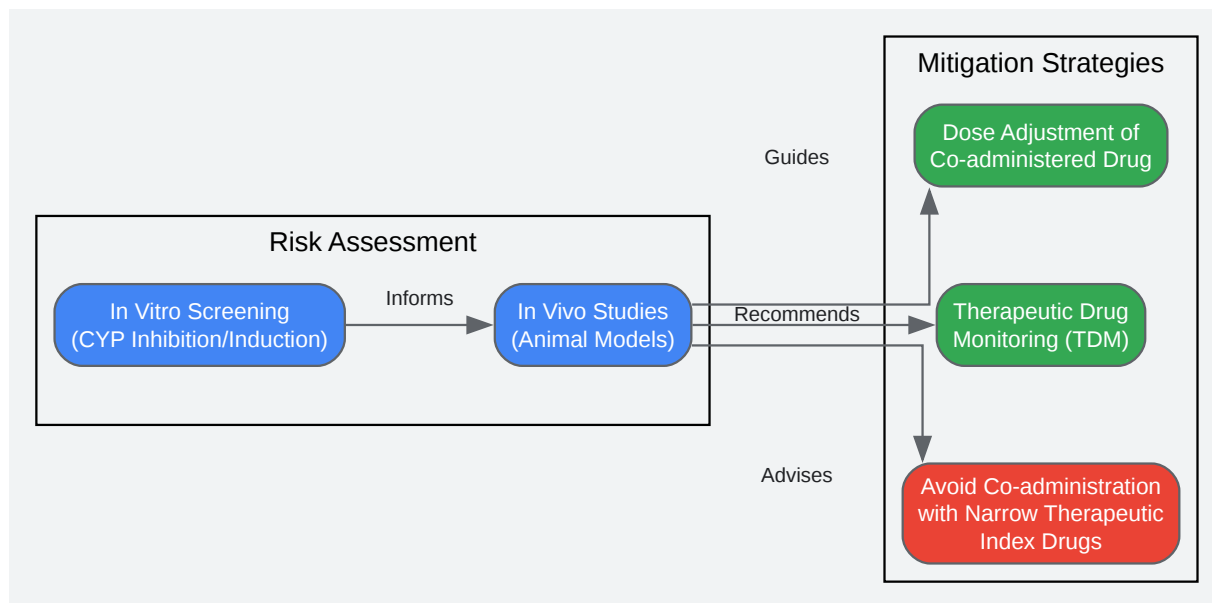 Mitigation Strategies
Dose Adjustment of
Co-administered Drug
Guides
Risk Assessment
In Vitro Screening
(CYP Inhibition/Induction)
Informs
In Vivo Studies
(Animal Models)
Recommends
Therapeutic Drug
Monitoring (TDM)
Advises
Avoid Co-administration
with Narrow Therapeutic
Index Drugs